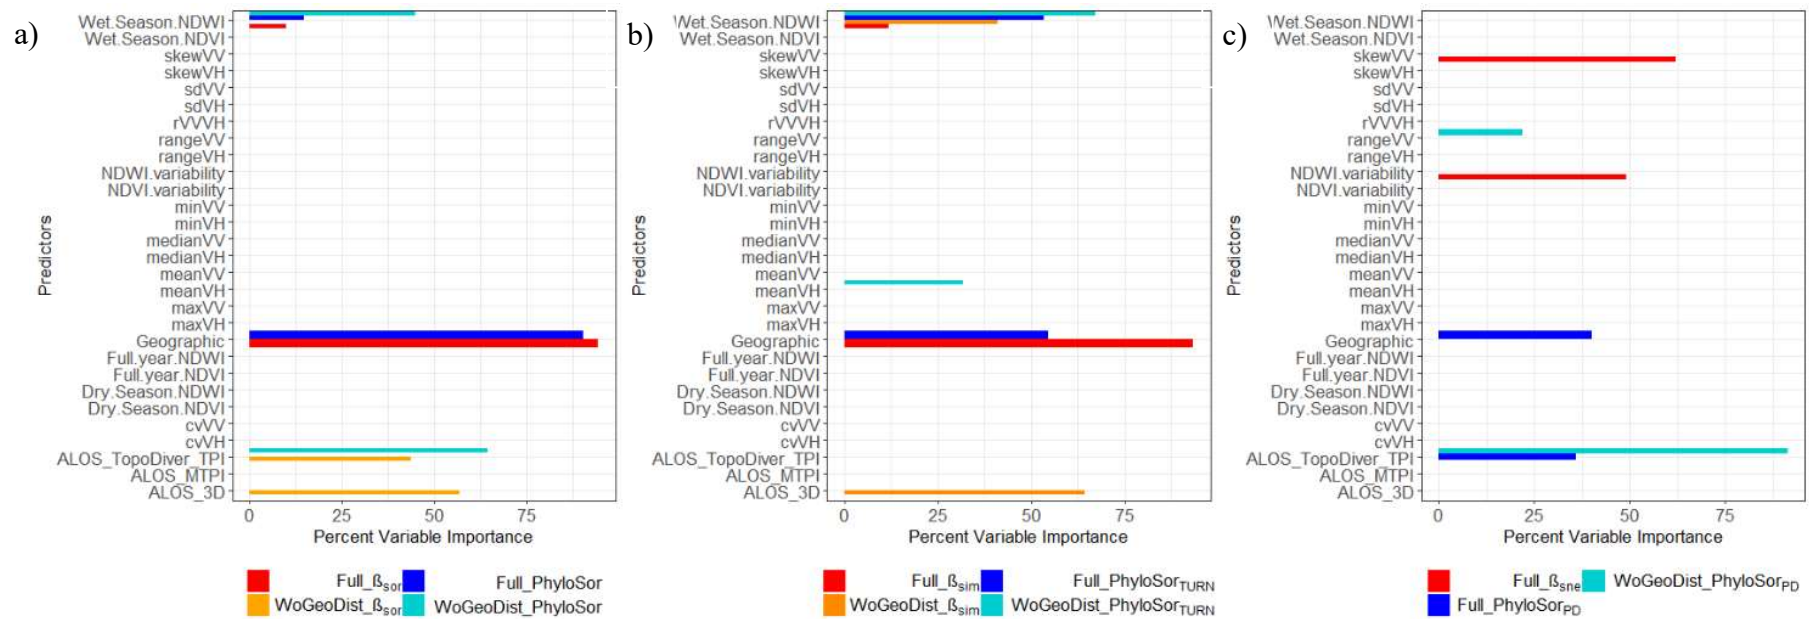 a)
Predictors
Wet.Season.NDWI
Wet.Season.NDVI
skewVV
skewVH
sdVV
sdVH
rVVVH
rangeVV
rangeVH
NDWI.variability
NDVI.variability
minVV
minVH
medianVV
medianVH
meanVV
meanVH
maxVV
maxVH
Geographic
Full.year.NDWI
Full.year.NDVI
Dry.Season.NDWI
Dry.Season.NDVI
cvVV
cvVH
ALOS_TopoDiver_TPI
ALOS_MTPI
ALOS_3D
0 25 50 75
Percent Variable Importance
Full_ßsor Full_PhyloSor
WoGeoDist_ßsor WoGeoDist_PhyloSor
b)
Predictors
Wet.Season.NDWI
Wet.Season.NDVI
skewVV
skewVH
sdVV
sdVH
rVVVH
rangeVV
rangeVH
NDWI.variability
NDVI.variability
minVV
minVH
medianVV
medianVH
meanVV
meanVH
maxVV
maxVH
Geographic
Full.year.NDWI
Full.year.NDVI
Dry.Season.NDWI
Dry.Season.NDVI
cvVV
cvVH
ALOS_TopoDiver_TPI
ALOS_MTPI
ALOS_3D
0 25 50 75
Percent Variable Importance
Full_ßsim Full_PhyloSorTURN
WoGeoDist_ßsim WoGeoDist_PhyloSorTURN
c)
Predictors
Wet.Season.NDWI
Wet.Season.NDVI
skewVV
skewVH
sdVV
sdVH
rVVVH
rangeVV
rangeVH
NDWI.variability
NDVI.variability
minVV
minVH
medianVV
medianVH
meanVV
meanVH
maxVV
maxVH
Geographic
Full.year.NDWI
Full.year.NDVI
Dry.Season.NDWI
Dry.Season.NDVI
cvVV
cvVH
ALOS_TopoDiver_TPI
ALOS_MTPI
ALOS_3D
0 25 50 75
Percent Variable Importance
Full_ßsne WoGeoDist_PhyloSorPD
Full_PhyloSorPD